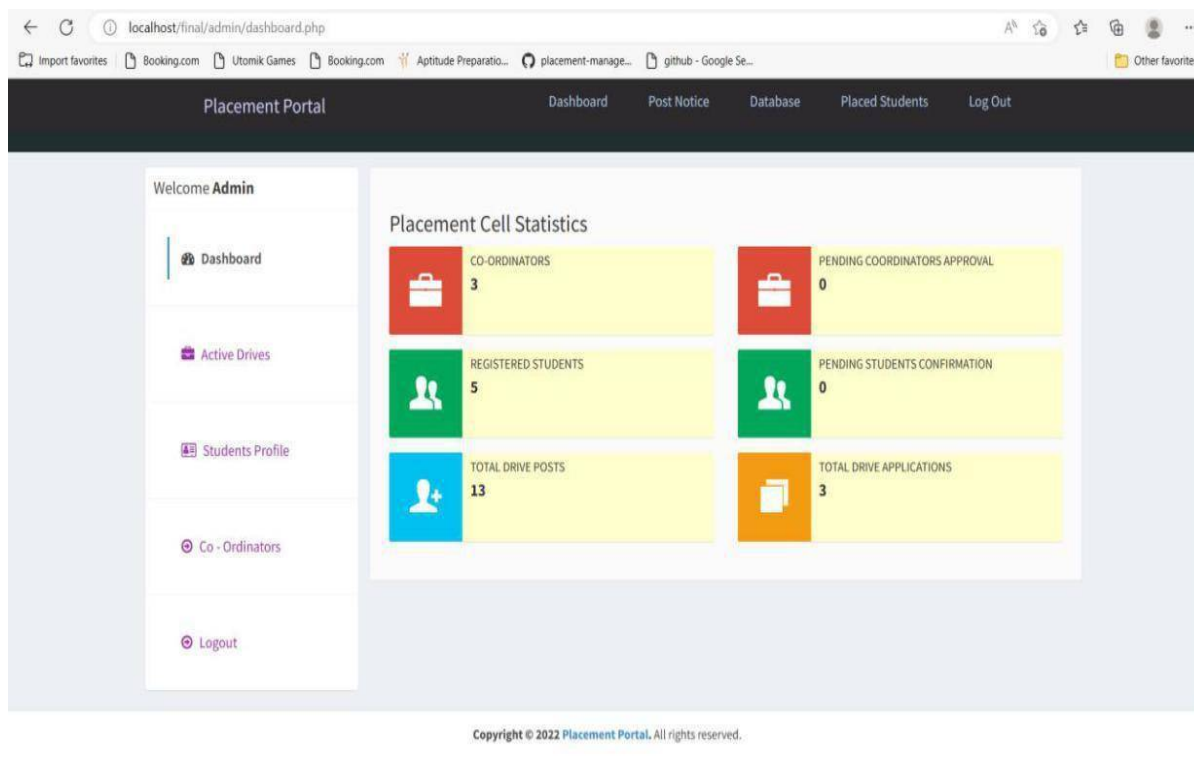 localhost/final/admin/dashboard.php
Import favorites Booking.com Utomik Games Booking.com Aptitude Preparatio... placement-manage... github - Google Se... Other favorite
Placement Portal Dashboard Post Notice Database Placed Students Log Out
Welcome Admin
Dashboard
Active Drives
Students Profile
Co - Ordinators
Logout
Placement Cell Statistics
CO-ORDINATORS
3
PENDING COORDINATORS APPROVAL
0
REGISTERED STUDENTS
5
PENDING STUDENTS CONFIRMATION
0
TOTAL DRIVE POSTS
13
TOTAL DRIVE APPLICATIONS
3
Copyright © 2022 Placement Portal. All rights reserved.